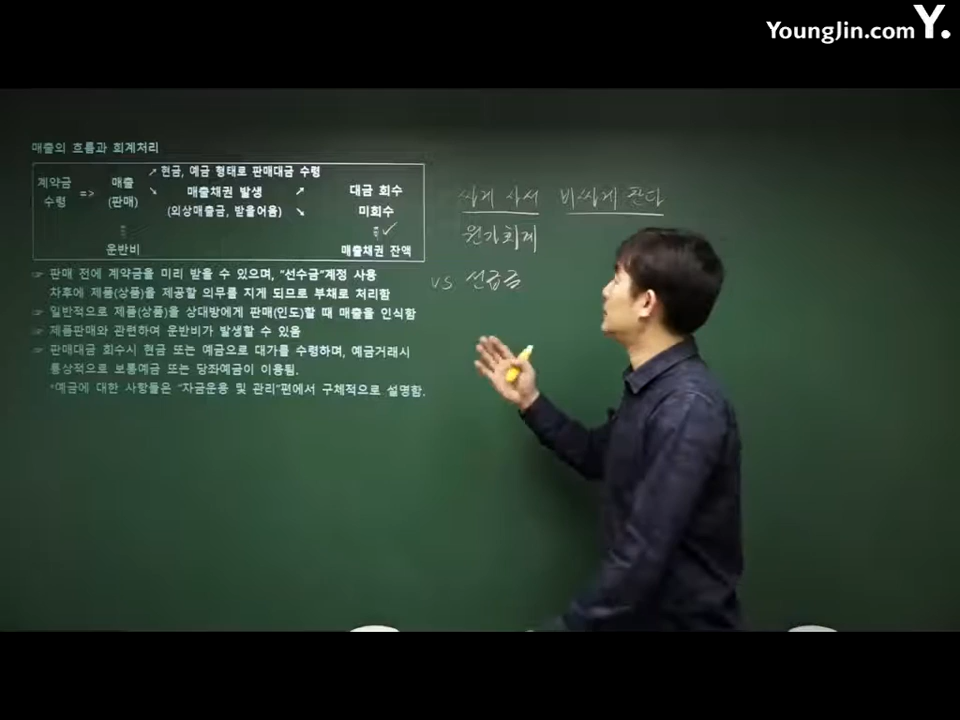 YoungJin.com Y.
매출의 흐름과 회계처리
계약금 수령 => 매출 (판매)
↗ 현금, 예금 형태로 판매대금 수령
↘ 매출채권 발생 ↗ 대금 회수
(외상매출금, 받을어음) ↘ 미회수
운반비
매출채권 잔액
☞ 판매 전에 계약금을 미리 받을 수 있으며, "선수금"계정 사용
차후에 제품(상품)을 제공할 의무를 지게 되므로 부채로 처리함
☞ 일반적으로 제품(상품)을 상대방에게 판매(인도)할 때 매출을 인식함
☞ 제품판매와 관련하여 운반비가 발생할 수 있음
☞ 판매대금 회수시 현금 또는 예금으로 대가를 수령하며, 예금거래시
통상적으로 보통예금 또는 당좌예금이 이용됨.
*예금에 대한 사항들은 "자금운용 및 관리"편에서 구체적으로 설명함.
싸게 사서 비싸게 판다
원가회계
vs 선급금